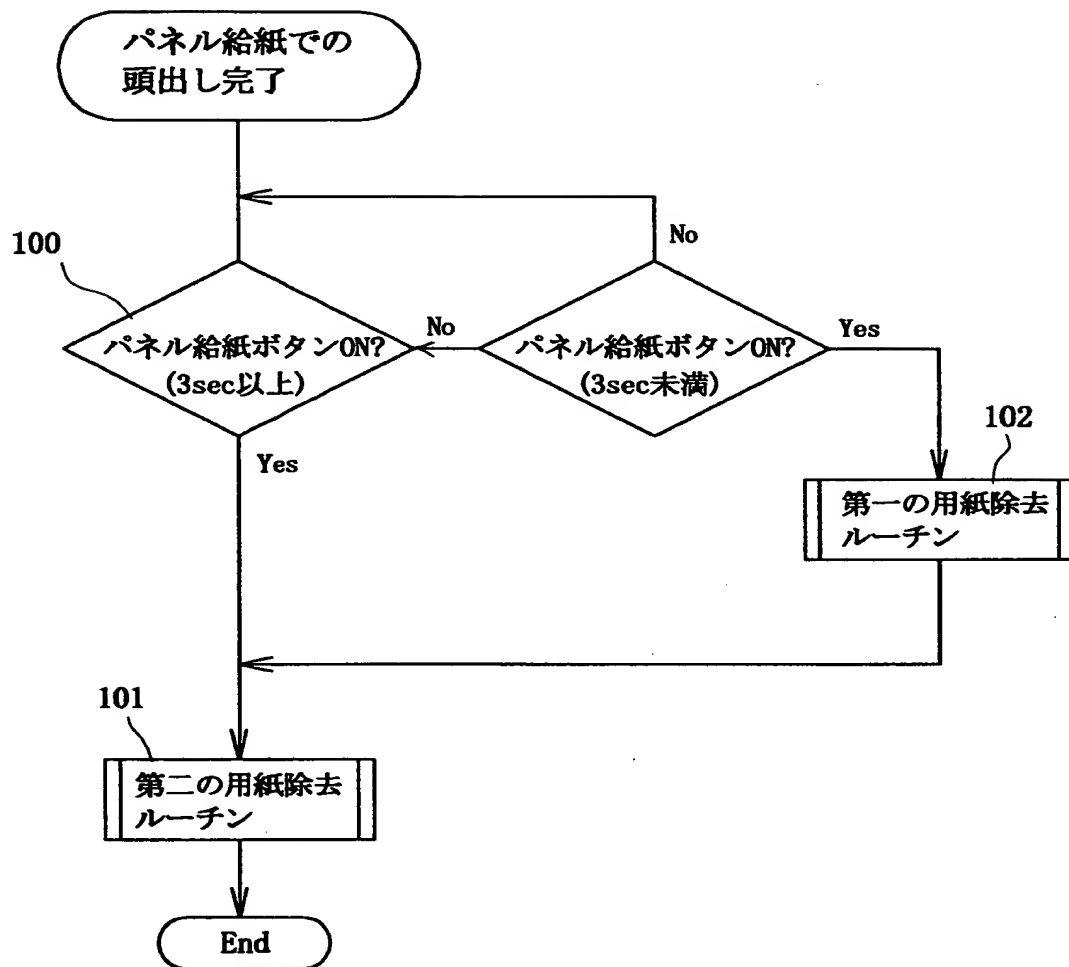 パネル給紙での
頭出し完了
No
100
パネル給紙ボタンON?
(3sec以上)
No
パネル給紙ボタンON?
(3sec未満)
Yes
102
Yes
第一の用紙除去
ルーチン
101
第二の用紙除去
ルーチン
End